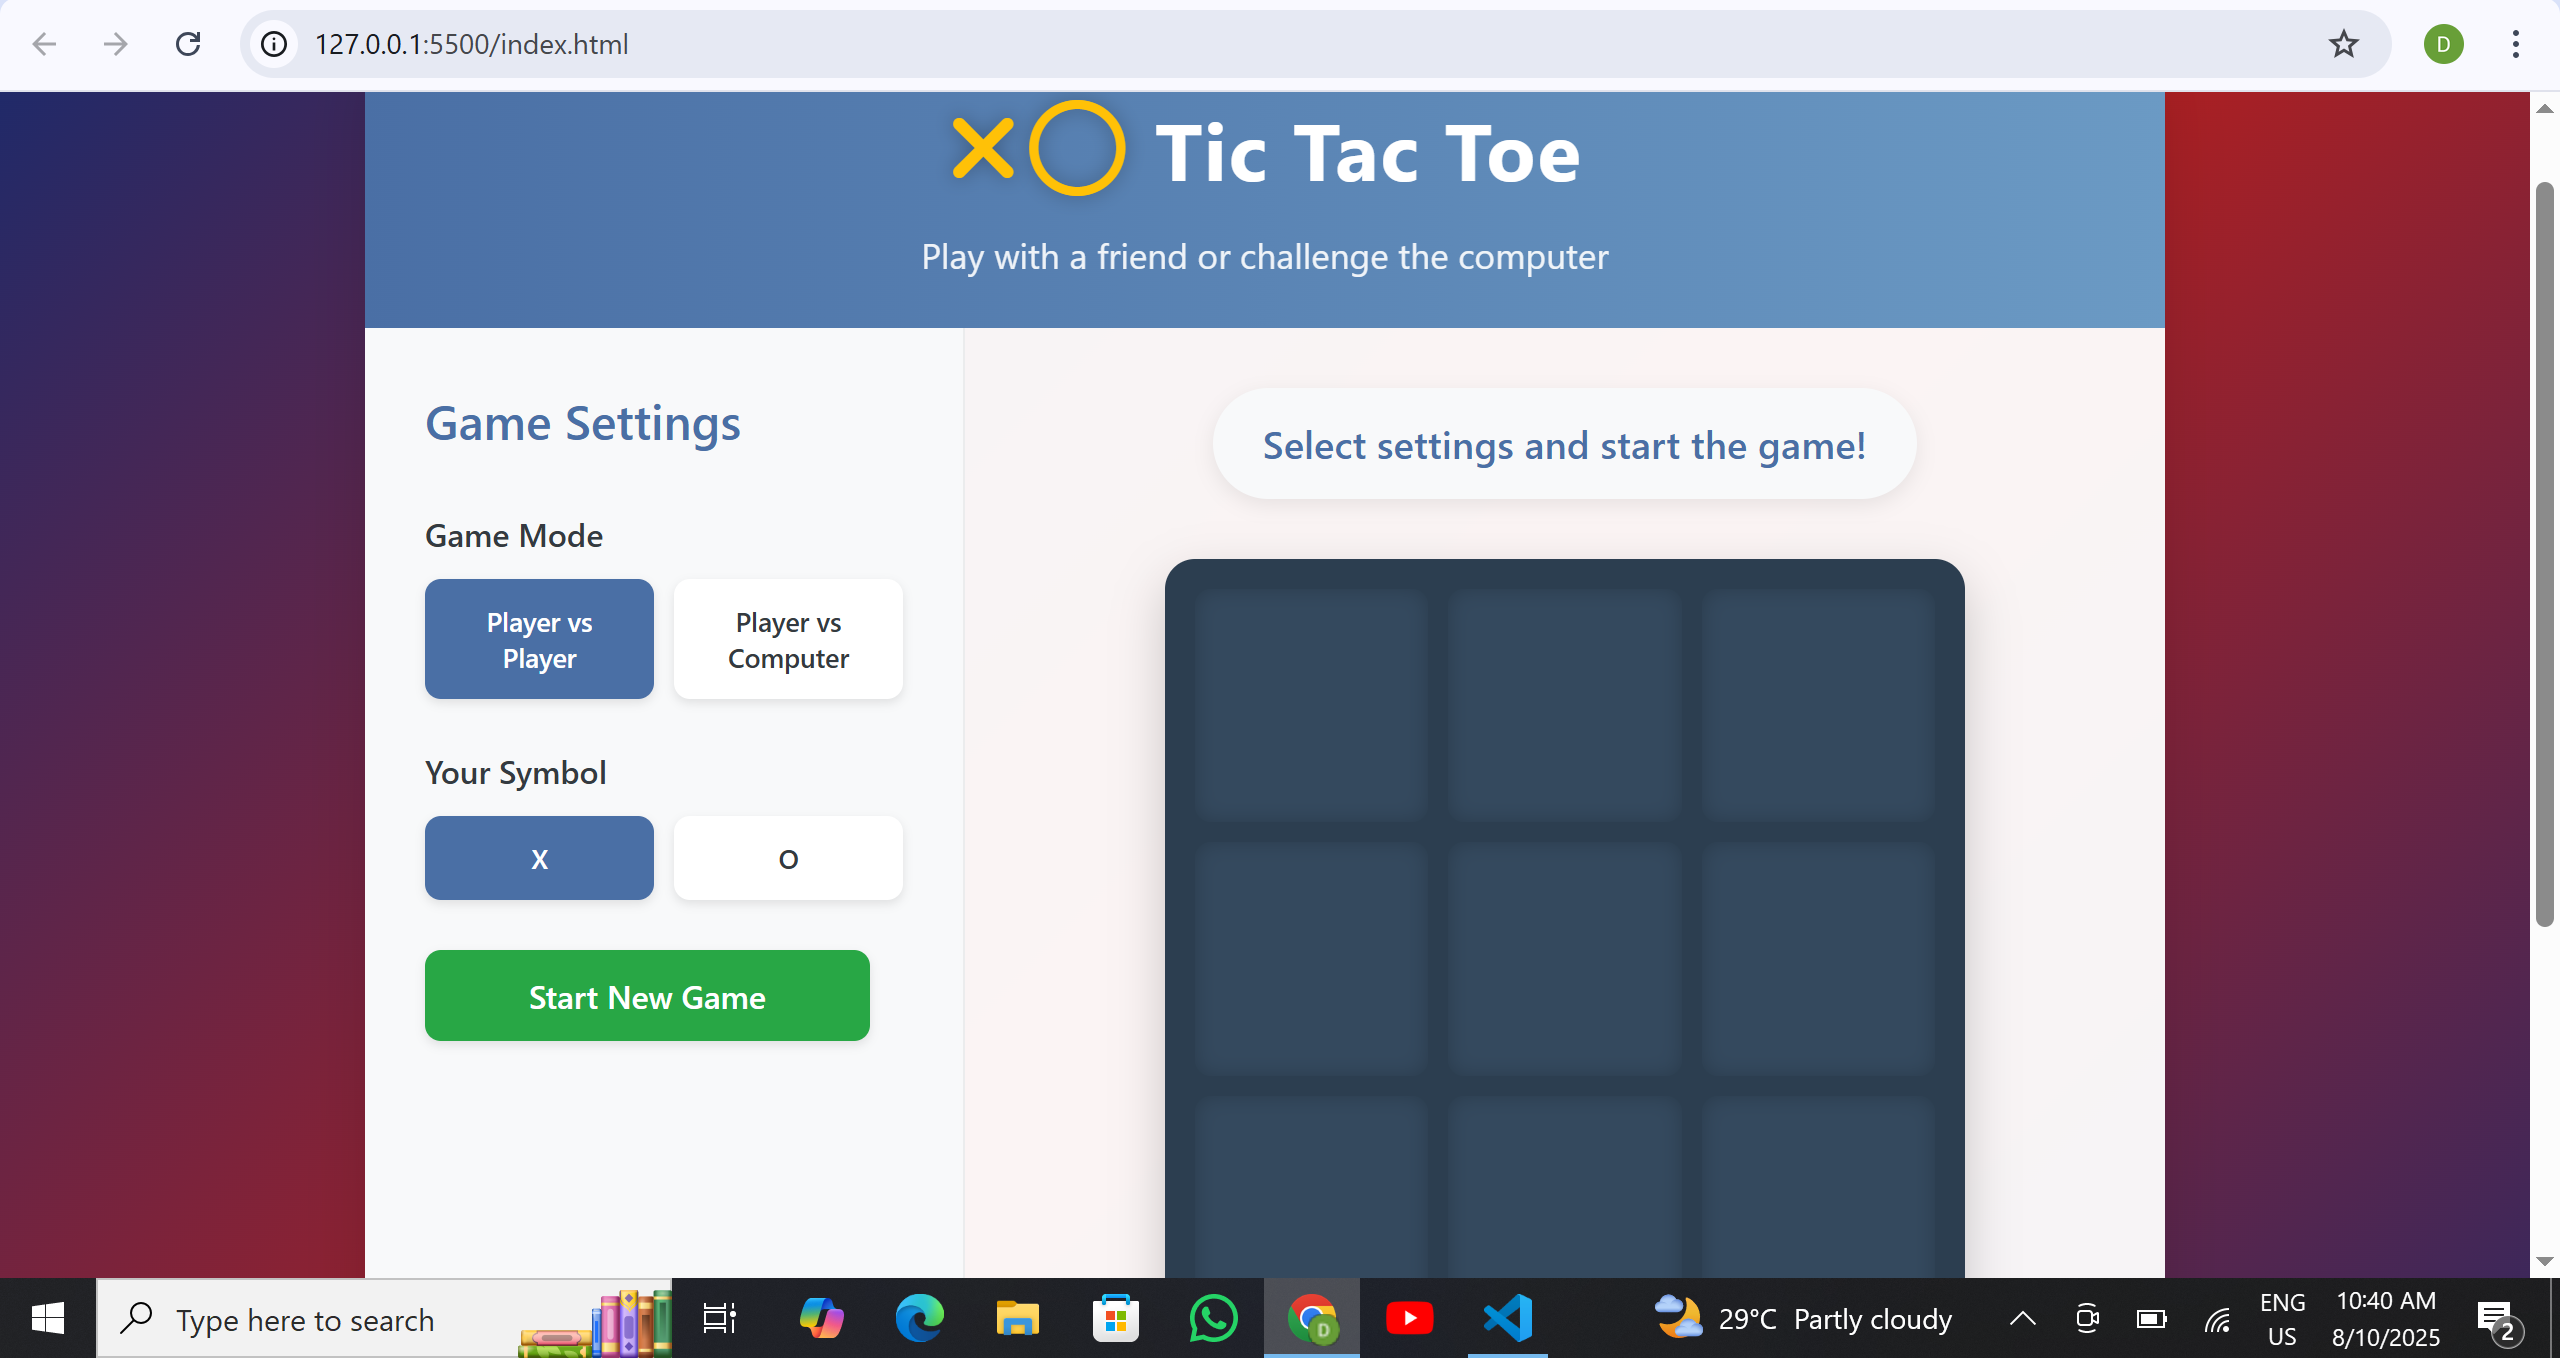 127.0.0.1:5500/index.html
D
Tic Tac Toe
Play with a friend or challenge the computer
Game Settings
Select settings and start the game!
Game Mode
Player vs
Player
Player vs
Computer
Your Symbol
X
O
Start New Game
Type here to search
D
29°C Partly cloudy
ENG
US
10:40 AM
8/10/2025
2